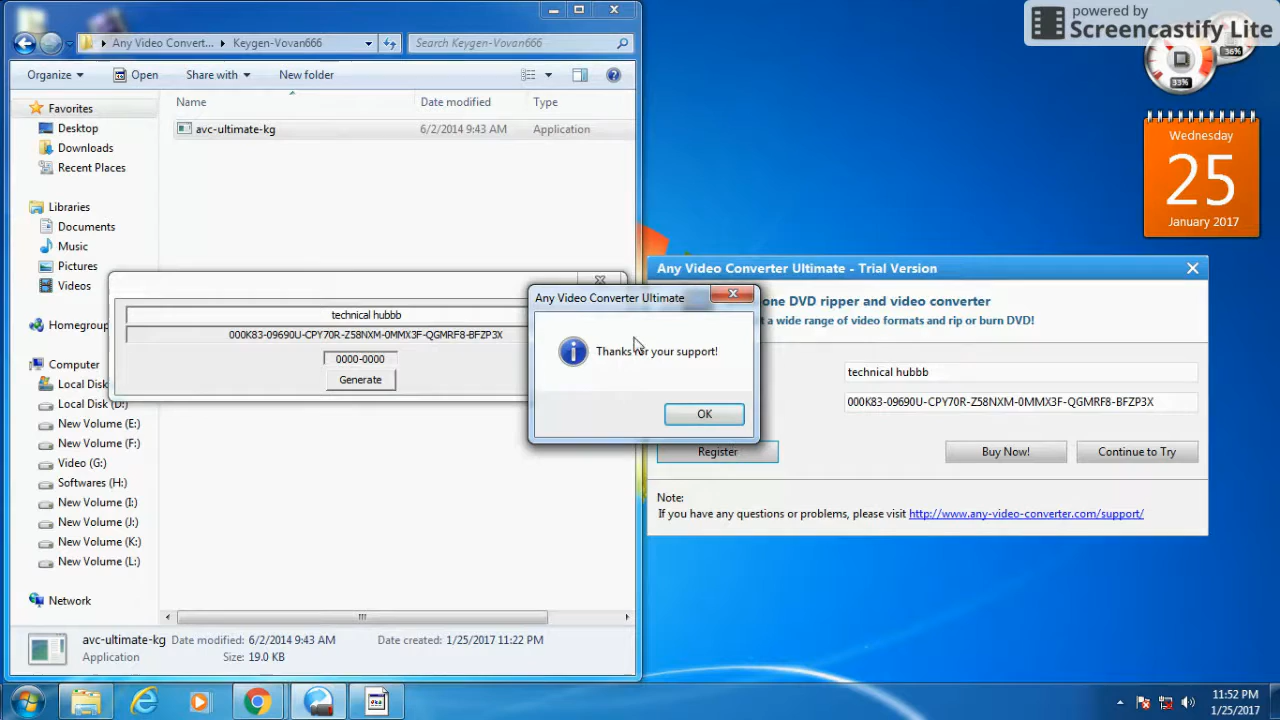 powered by
Screencastify Lite
Any Video Convert...
Keygen-Vovan666
Search Keygen-Vovan666
Organize
Open
Share with
New folder
Name
Date modified
Type
avc-ultimate-kg
6/2/2014 9:43 AM
Application
Favorites
Desktop
Downloads
Recent Places
Libraries
Documents
Music
Pictures
Videos
Homegroup
Computer
Local Disk
Local Disk (D:)
New Volume (E:)
New Volume (F:)
Video (G:)
Softwares (H:)
New Volume (I:)
New Volume (J:)
New Volume (K:)
New Volume (L:)
Network
technical hubbb
000K83-09690U-CPY70R-Z58NXM-0MMX3F-QGMRF8-BFZP3X
0000-0000
Generate
Any Video Converter Ultimate
Thanks for your support!
OK
Any Video Converter Ultimate - Trial Version
one DVD ripper and video converter
t a wide range of video formats and rip or burn DVD!
technical hubbb
000K83-09690U-CPY70R-Z58NXM-0MMX3F-QGMRF8-BFZP3X
Register
Buy Now!
Continue to Try
Note:
If you have any questions or problems, please visit http://www.any-video-converter.com/support/
36%
33%
Wednesday
25
January 2017
avc-ultimate-kg
Date modified: 6/2/2014 9:43 AM
Date created: 1/25/2017 11:22 PM
Application
Size: 19.0 KB
11:52 PM
1/25/2017